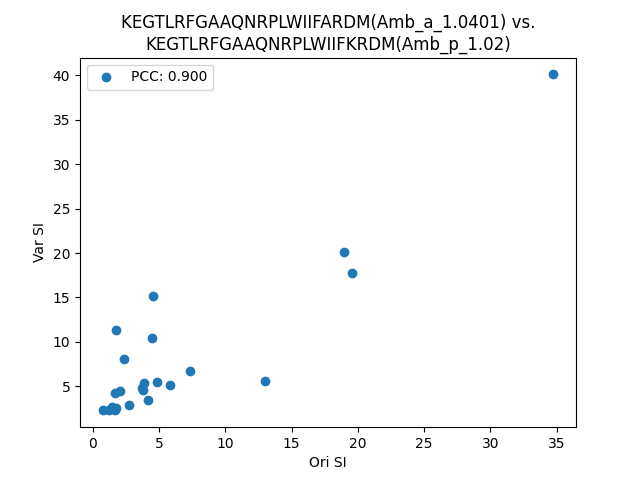 KEGTLRFGAAQNRPLWIIFARDM(Amb_a_1.0401) vs.
KEGTLRFGAAQNRPLWIIFKRDM(Amb_p_1.02)
PCC: 0.900
40
35
30
25
20
15
10
5
Var SI
0 5 10 15 20 25 30 35
Ori SI